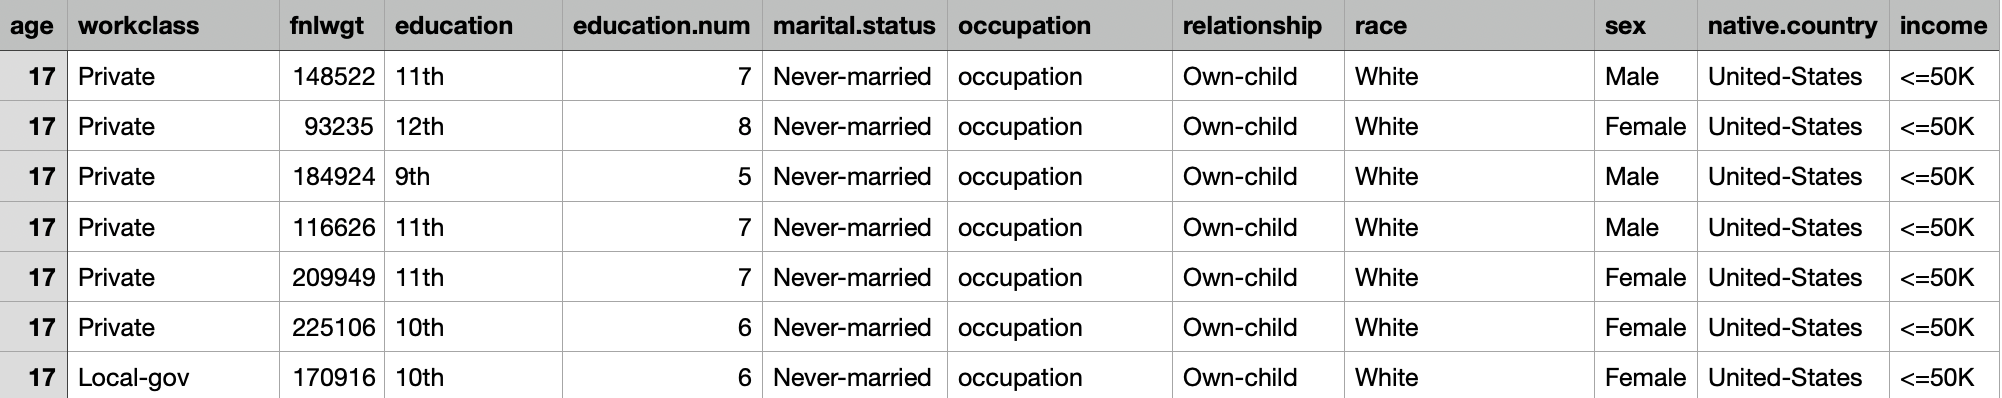 age workclass fnlwgt education education.num marital.status occupation relationship race sex native.country income
17 Private 148522 11th 7 Never-married occupation Own-child White Male United-States <=50K
17 Private 93235 12th 8 Never-married occupation Own-child White Female United-States <=50K
17 Private 184924 9th 5 Never-married occupation Own-child White Male United-States <=50K
17 Private 116626 11th 7 Never-married occupation Own-child White Male United-States <=50K
17 Private 209949 11th 7 Never-married occupation Own-child White Female United-States <=50K
17 Private 225106 10th 6 Never-married occupation Own-child White Female United-States <=50K
17 Local-gov 170916 10th 6 Never-married occupation Own-child White Female United-States <=50K